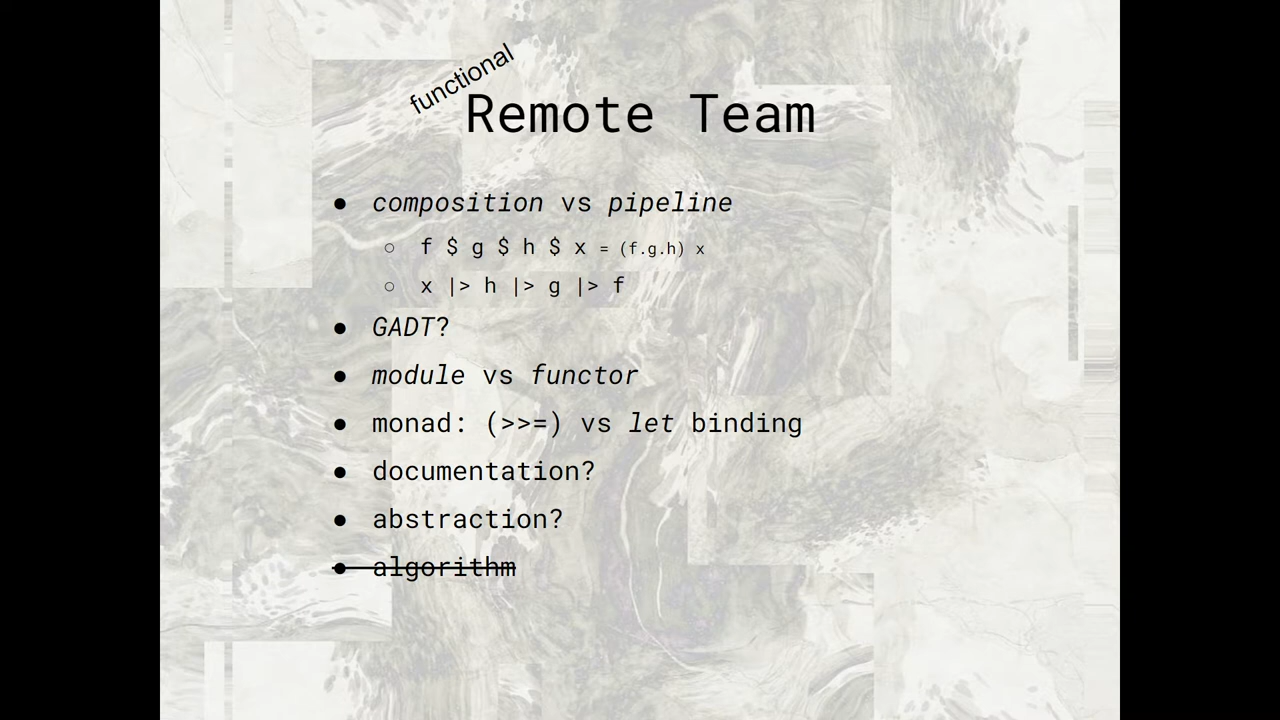 functional
Remote Team
● composition vs pipeline
○ f $ g $ h $ x = (f.g.h) x
○ x |> h |> g |> f
● GADT?
● module vs functor
● monad: (>>=) vs let binding
● documentation?
● abstraction?
● algorithm